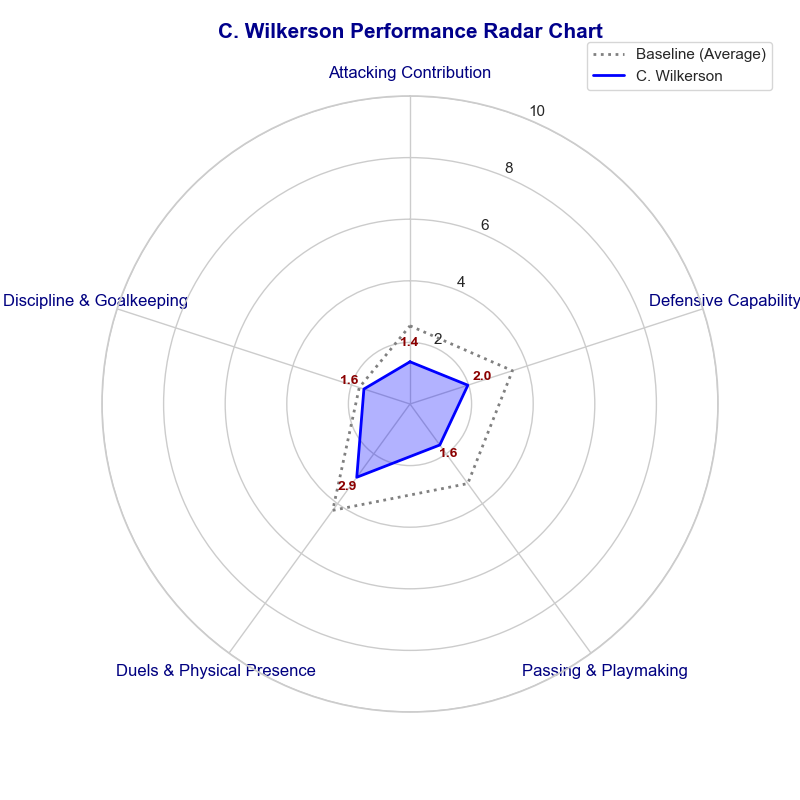 C. Wilkerson Performance Radar Chart
Baseline (Average)
C. Wilkerson
Attacking Contribution
10
8
6
4
2
Discipline & Goalkeeping
Defensive Capability
1.4
1.6
2.0
1.6
2.9
Duels & Physical Presence
Passing & Playmaking